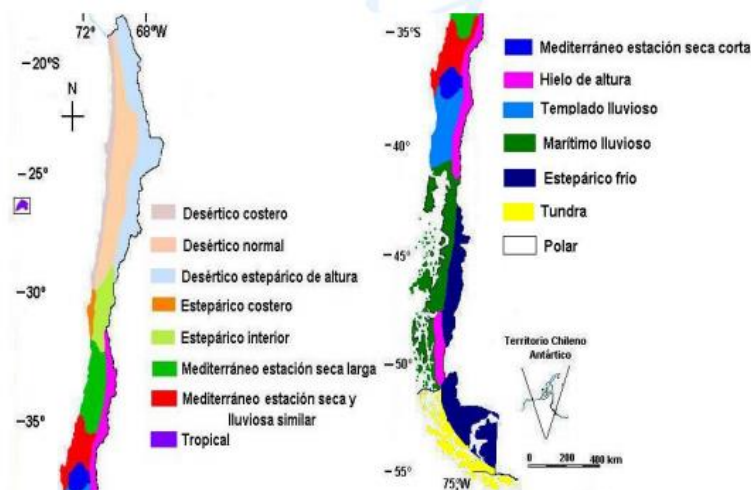 72° 68°W
−20°S
N
−25°
−30°
−35°
Desértico costero
Desértico normal
Desértico estepárico de altura
Estepárico costero
Estepárico interior
Mediterráneo estación seca larga
Mediterráneo estación seca y
lluviosa similar
Tropical
−35°S
−40°
−45°
−50°
−55°
75°W
Mediterráneo estación seca corta
Hielo de altura
Templado lluvioso
Marítimo lluvioso
Estepárico frío
Tundra
Polar
Territorio Chileno
Antártico
0 200 400 km